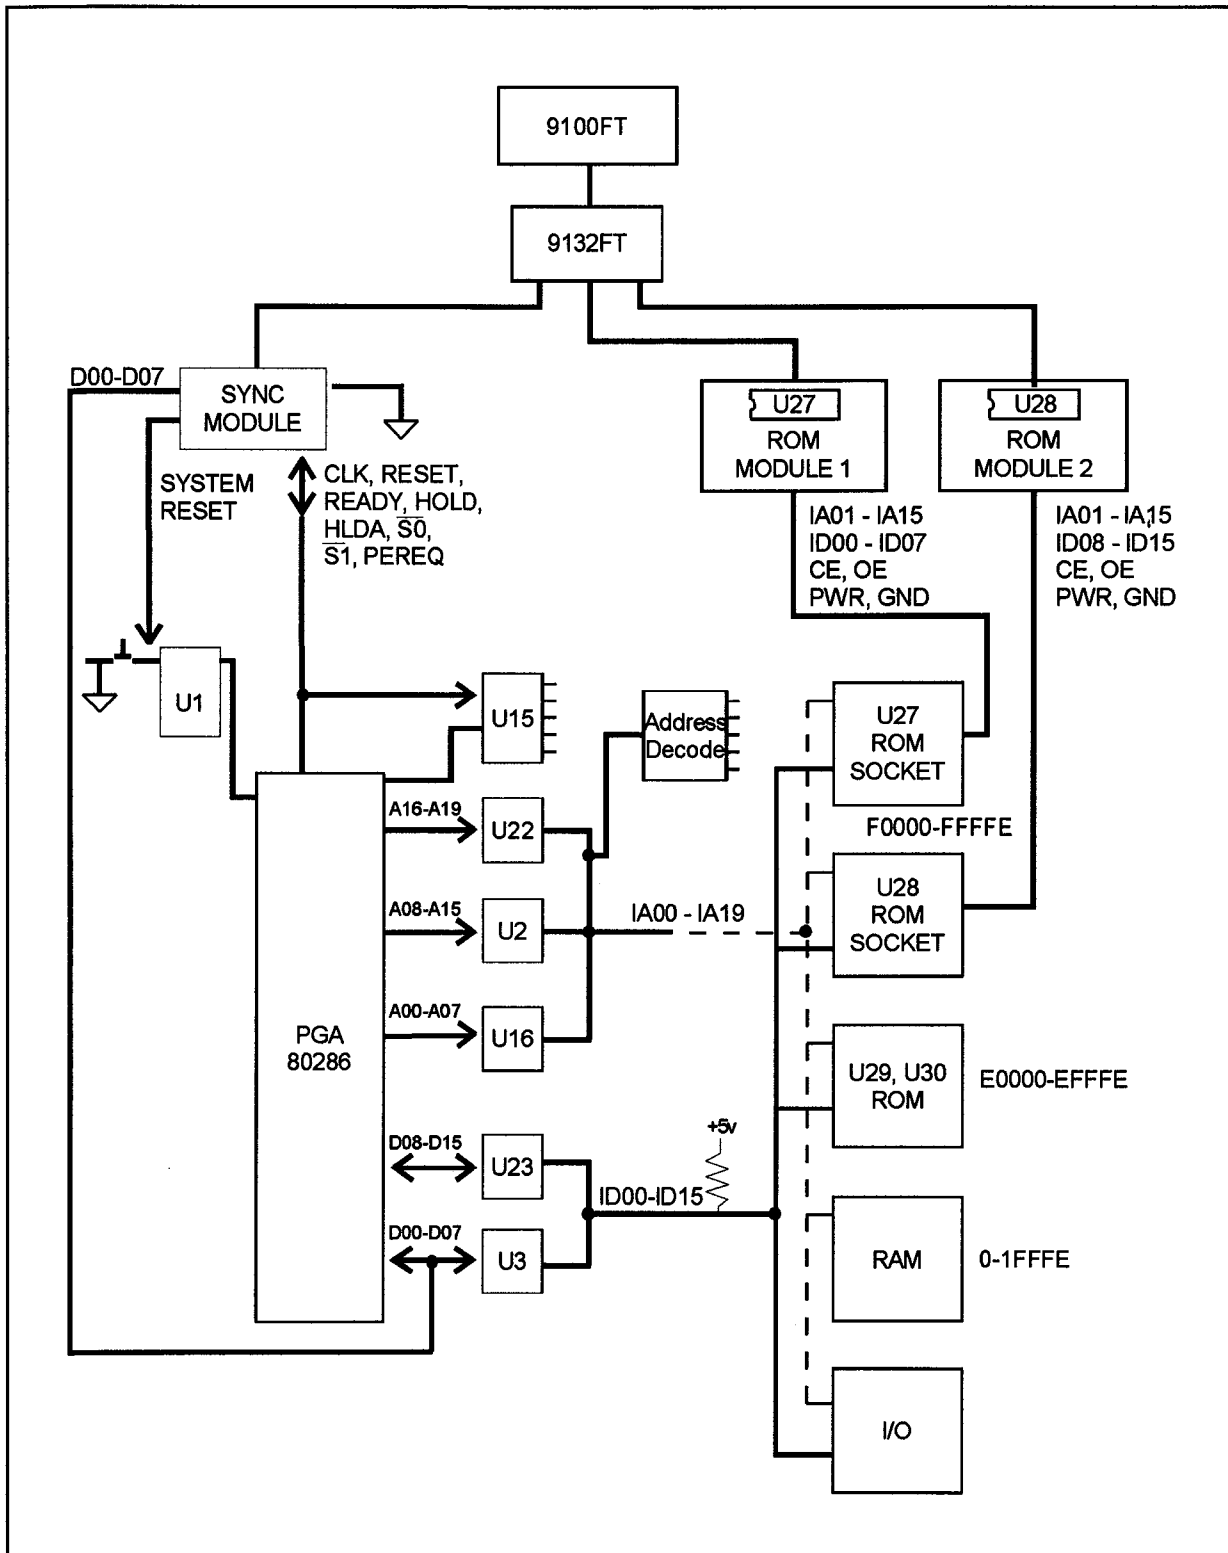 9100FT
9132FT
D00-D07
SYNC
MODULE
U27
ROM
MODULE 1
U28
ROM
MODULE 2
SYSTEM
RESET
CLK, RESET,
READY, HOLD,
HLDA, S̅0̅,
S̅1̅, PEREQ
IA01 - IA15
ID00 - ID07
CE, OE
PWR, GND
IA01 - IA15
ID08 - ID15
CE, OE
PWR, GND
U1
U15
Address
Decode
U27
ROM
SOCKET
A16-A19
U22
F0000-FFFFE
A08-A15
U2
IA00 - IA19
U28
ROM
SOCKET
A00-A07
U16
PGA
80286
U29, U30
ROM
E0000-EFFFE
+5v
D08-D15
U23
ID00-ID15
D00-D07
U3
RAM
0-1FFFE
I/O